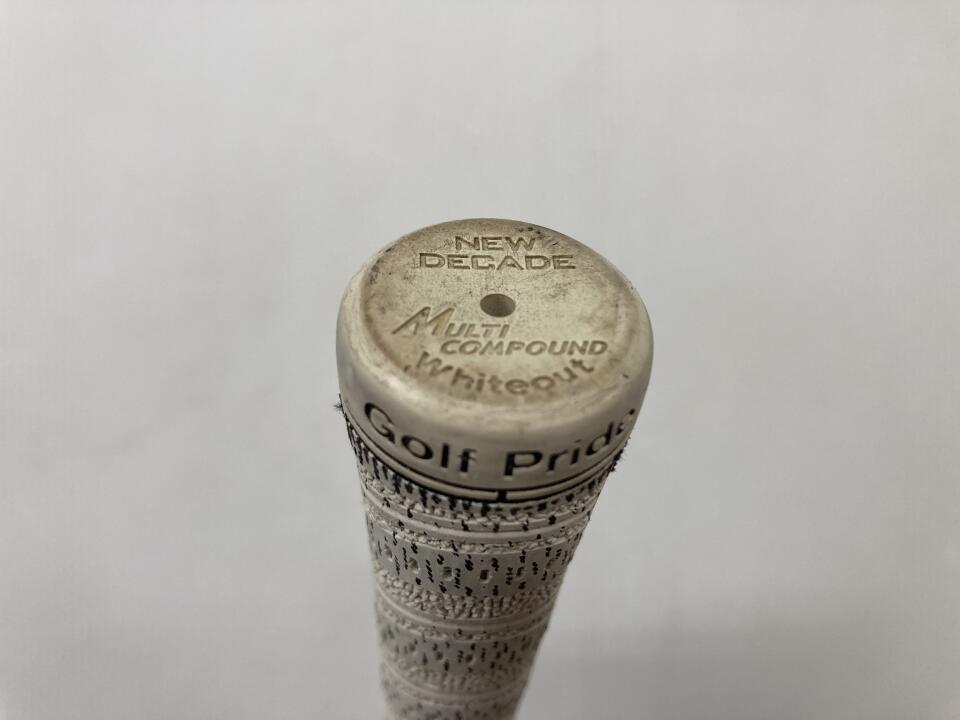 NEW
DECADE
MULTI
COMPOUND
Whiteout
Golf Pride